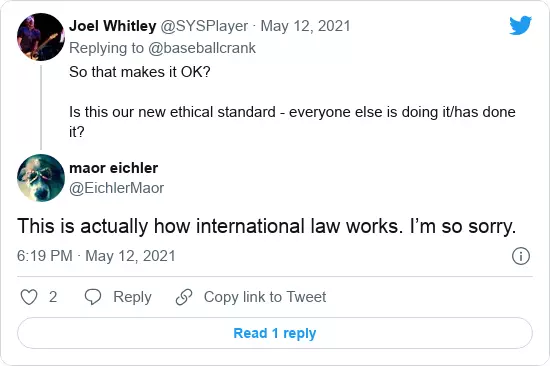 Joel Whitley @SYSPlayer · May 12, 2021
Replying to @baseballcrank
So that makes it OK?
Is this our new ethical standard - everyone else is doing it/has done
it?
maor eichler
@EichlerMaor
This is actually how international law works. I’m so sorry.
6:19 PM · May 12, 2021
2 Reply Copy link to Tweet
Read 1 reply